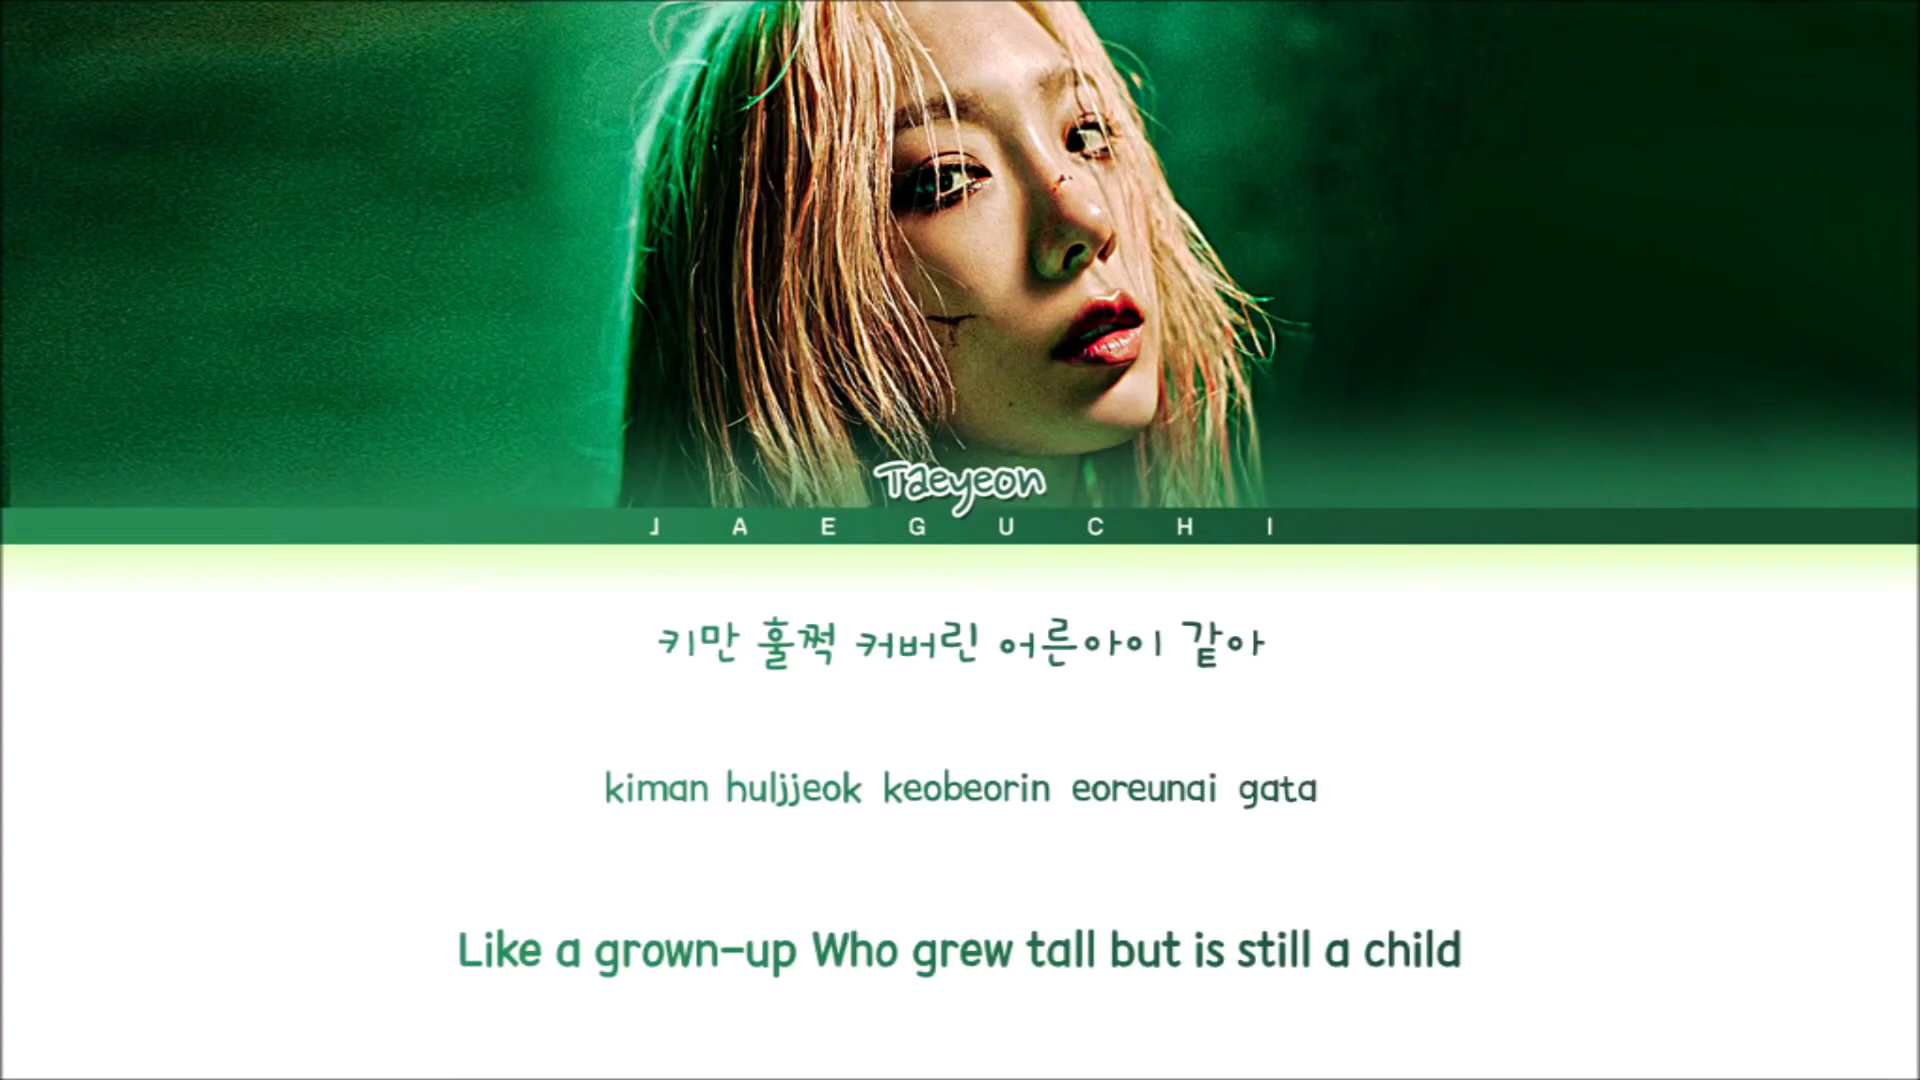 Taeyeon
JAEGUCHI
키만 훌쩍 커버린 어른아이 같아
kiman huljjeok keobeorin eoreunai gata
Like a grown-up Who grew tall but is still a child